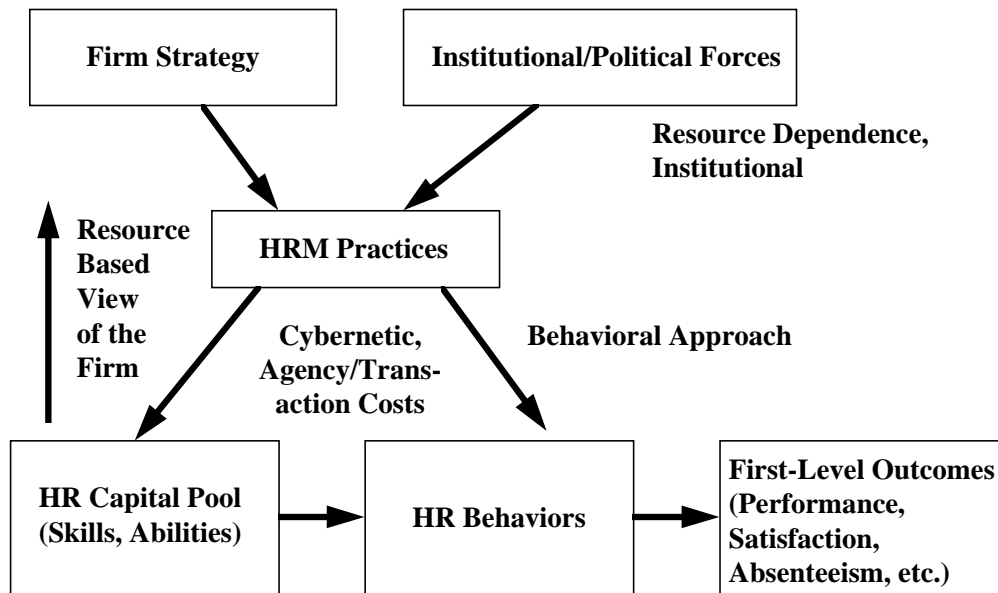 Firm Strategy
Institutional/Political Forces
Resource Dependence,
Institutional
Resource
Based
View
of the
Firm
HRM Practices
Cybernetic,
Agency/Trans-
action Costs
Behavioral Approach
HR Capital Pool
(Skills, Abilities)
HR Behaviors
First-Level Outcomes
(Performance,
Satisfaction,
Absenteeism, etc.)